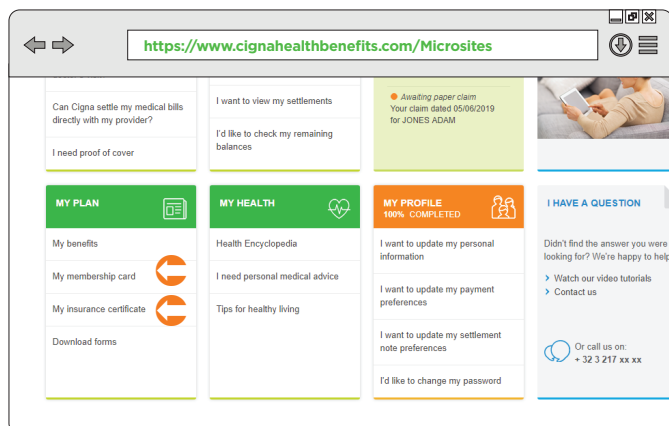 https://www.cignahealthbenefits.com/Microsites
Can Cigna settle my medical bills
directly with my provider?
I need proof of cover
I want to view my settlements
I'd like to check my remaining
balances
Awaiting paper claim
Your claim dated 05/06/2019
for JONES ADAM
MY PLAN
My benefits
My membership card
My insurance certificate
Download forms
MY HEALTH
Health Encyclopedia
I need personal medical advice
Tips for healthy living
MY PROFILE
100% COMPLETED
I want to update my personal
information
I want to update my payment
preferences
I want to update my settlement
note preferences
I'd like to change my password
I HAVE A QUESTION
Didn't find the answer you were
looking for? We're happy to help
Watch our video tutorials
Contact us
Or call us on:
+ 32 3 217 xx xx